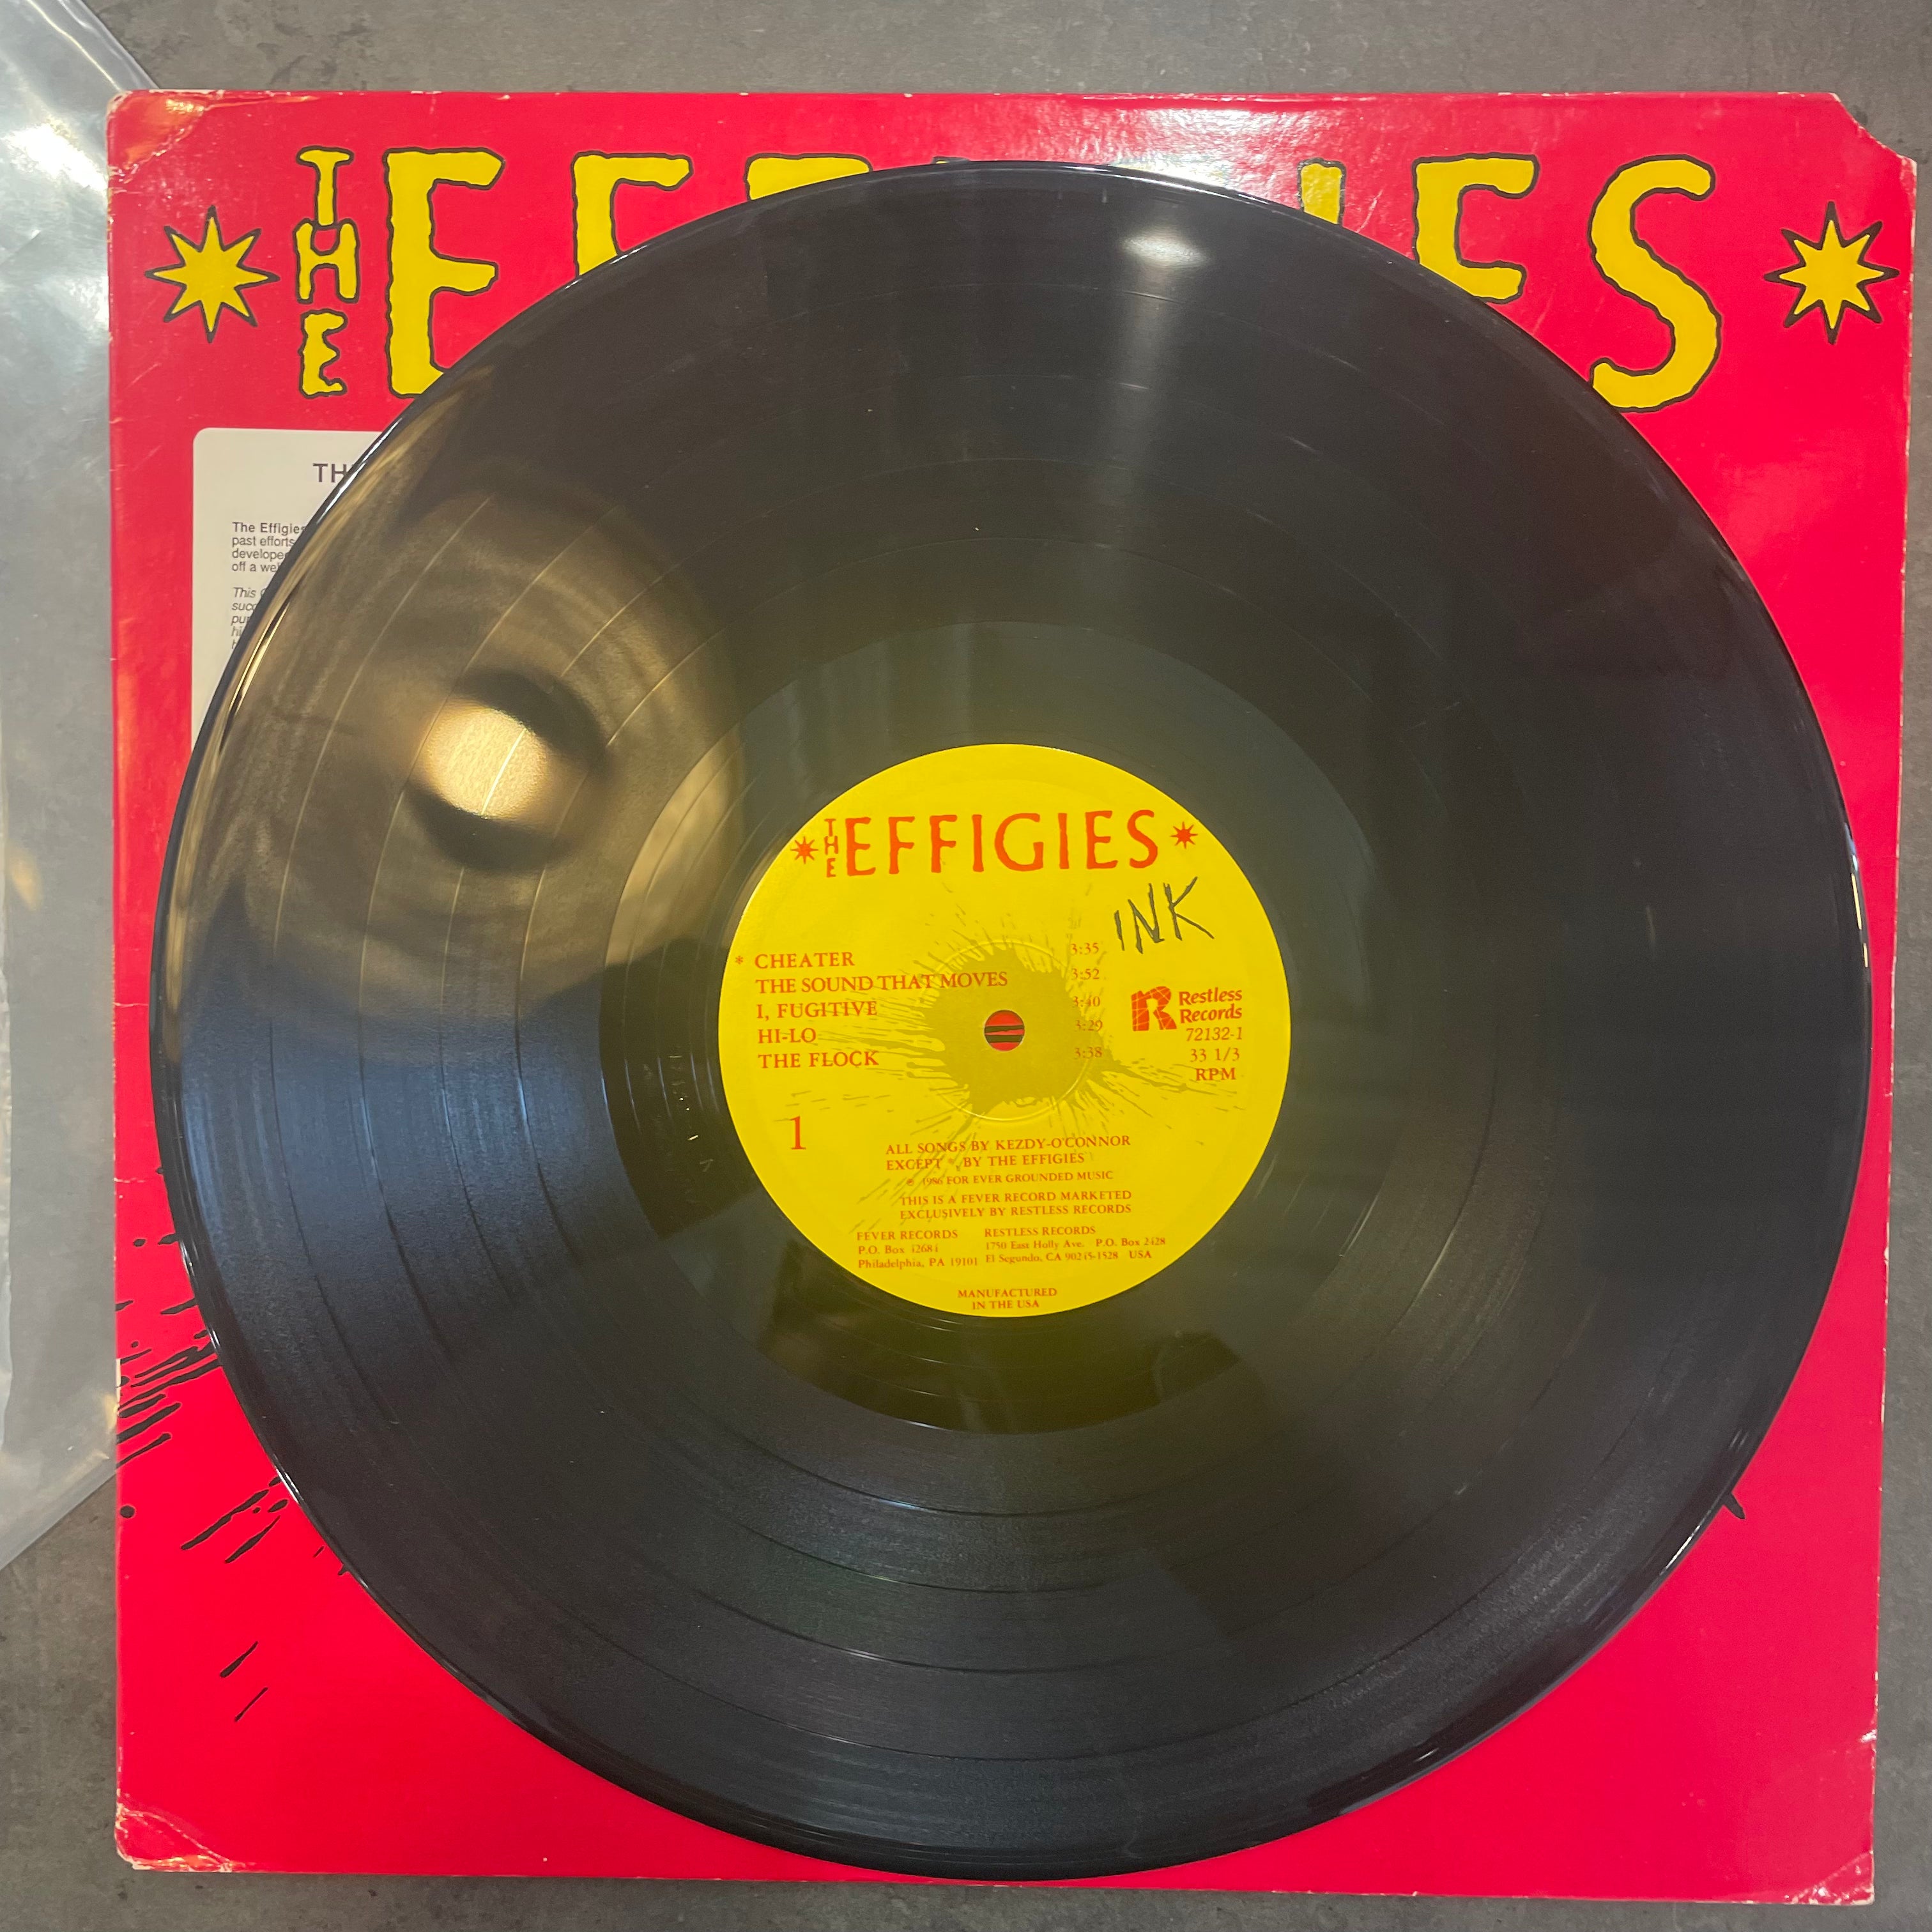 THE EFFIGIES
The Effigies
past efforts
off a
This
THE EFFIGIES
INK
* CHEATER 3:35
THE SOUND THAT MOVES 3:52
I, FUGITIVE 3:40
HI-LO 3:29
THE FLOCK 3:38
Restless
Records
72132-1
33 1/3
RPM
1
ALL SONGS BY KEZDY-O'CONNOR
EXCEPT * BY THE EFFIGIES
℗ 1986 FOR EVER GROUNDED MUSIC
THIS IS A FEVER RECORD MARKETED
EXCLUSIVELY BY RESTLESS RECORDS
FEVER RECORDS
P.O. Box 12681
Philadelphia, PA 19101
RESTLESS RECORDS
1750 East Holly Ave. P.O. Box 2428
El Segundo, CA 90245-1528 USA
MANUFACTURED
IN THE USA